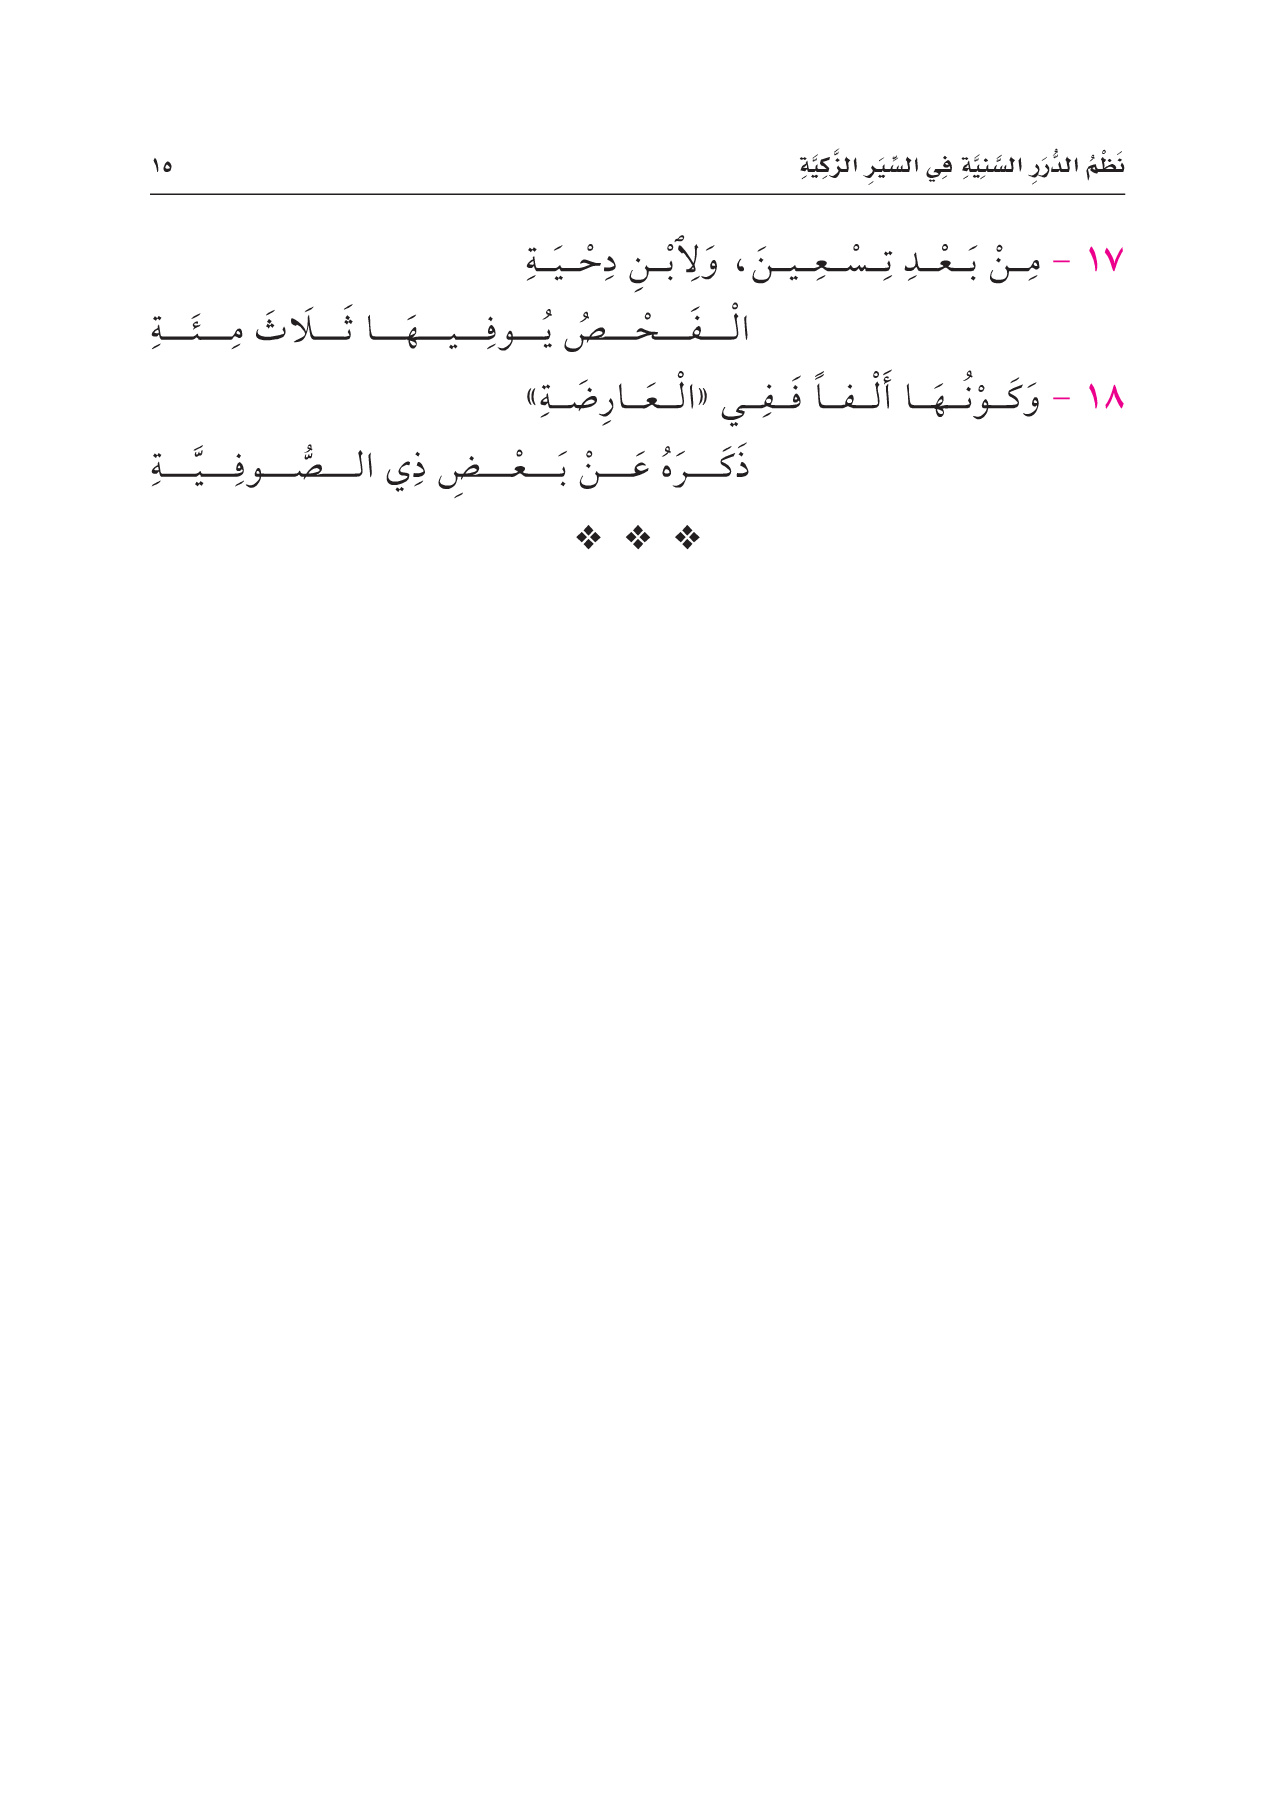 نَظْمُ الدُّرَرِ السَّنِيَّةِ فِي السِّيَرِ الزَّكِيَّةِ ١٥
١٧ - مِنْ بَعْدِ تِسْعِينَ، وَلِٱبْنِ دِحْيَةِ
الْفَحْصُ يُوفِيهَا ثَلَاثَ مِئَةِ
١٨ - وَكَوْنُهَا أَلْفاً فَفِي «الْعَارِضَةِ»
ذَكَرَهُ عَنْ بَعْضِ ذِي الصُّوفِيَّةِ